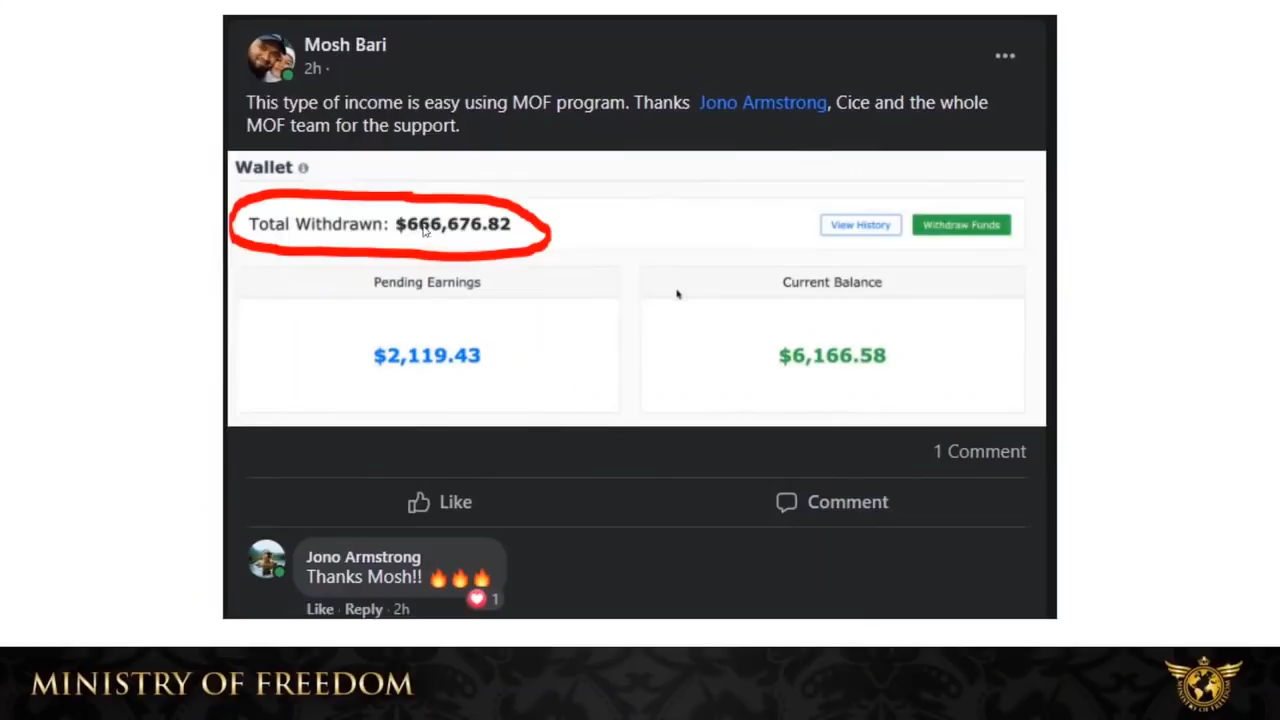 Mosh Bari
2h ·
This type of income is easy using MOF program. Thanks Jono Armstrong, Cice and the whole
MOF team for the support.
Wallet
Total Withdrawn: $666,676.82
View History
Withdraw Funds
Pending Earnings
Current Balance
$2,119.43
$6,166.58
1 Comment
Like
Comment
Jono Armstrong
Thanks Mosh!! 🔥🔥🔥
1
Like · Reply · 2h
MINISTRY OF FREEDOM
MINISTRY OF FREEDOM